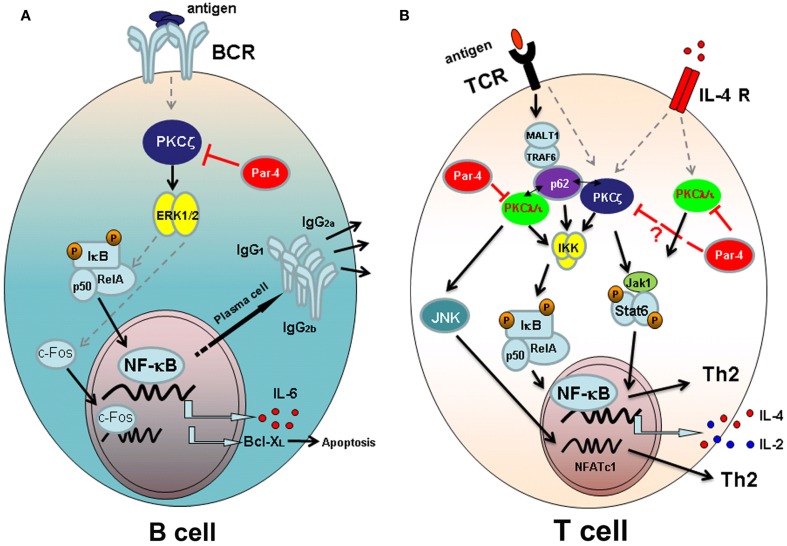 A
antigen
BCR
PKCζ
Par-4
ERK1/2
P
P
IκB
p50
RelA
IgG2a
IgG1
IgG2b
Plasma cell
c-Fos
NF-κB
c-Fos
IL-6
Bcl-XL
Apoptosis
B cell
B
antigen
TCR
IL-4 R
MALT1
TRAF6
Par-4
p62
PKCλ/ι
PKCζ
PKCλ/ι
?
Par-4
IKK
Jak1
P
Stat6
P
JNK
P
P
IκB
p50
RelA
NF-κB
Th2
IL-4
IL-2
NFATc1
Th2
T cell